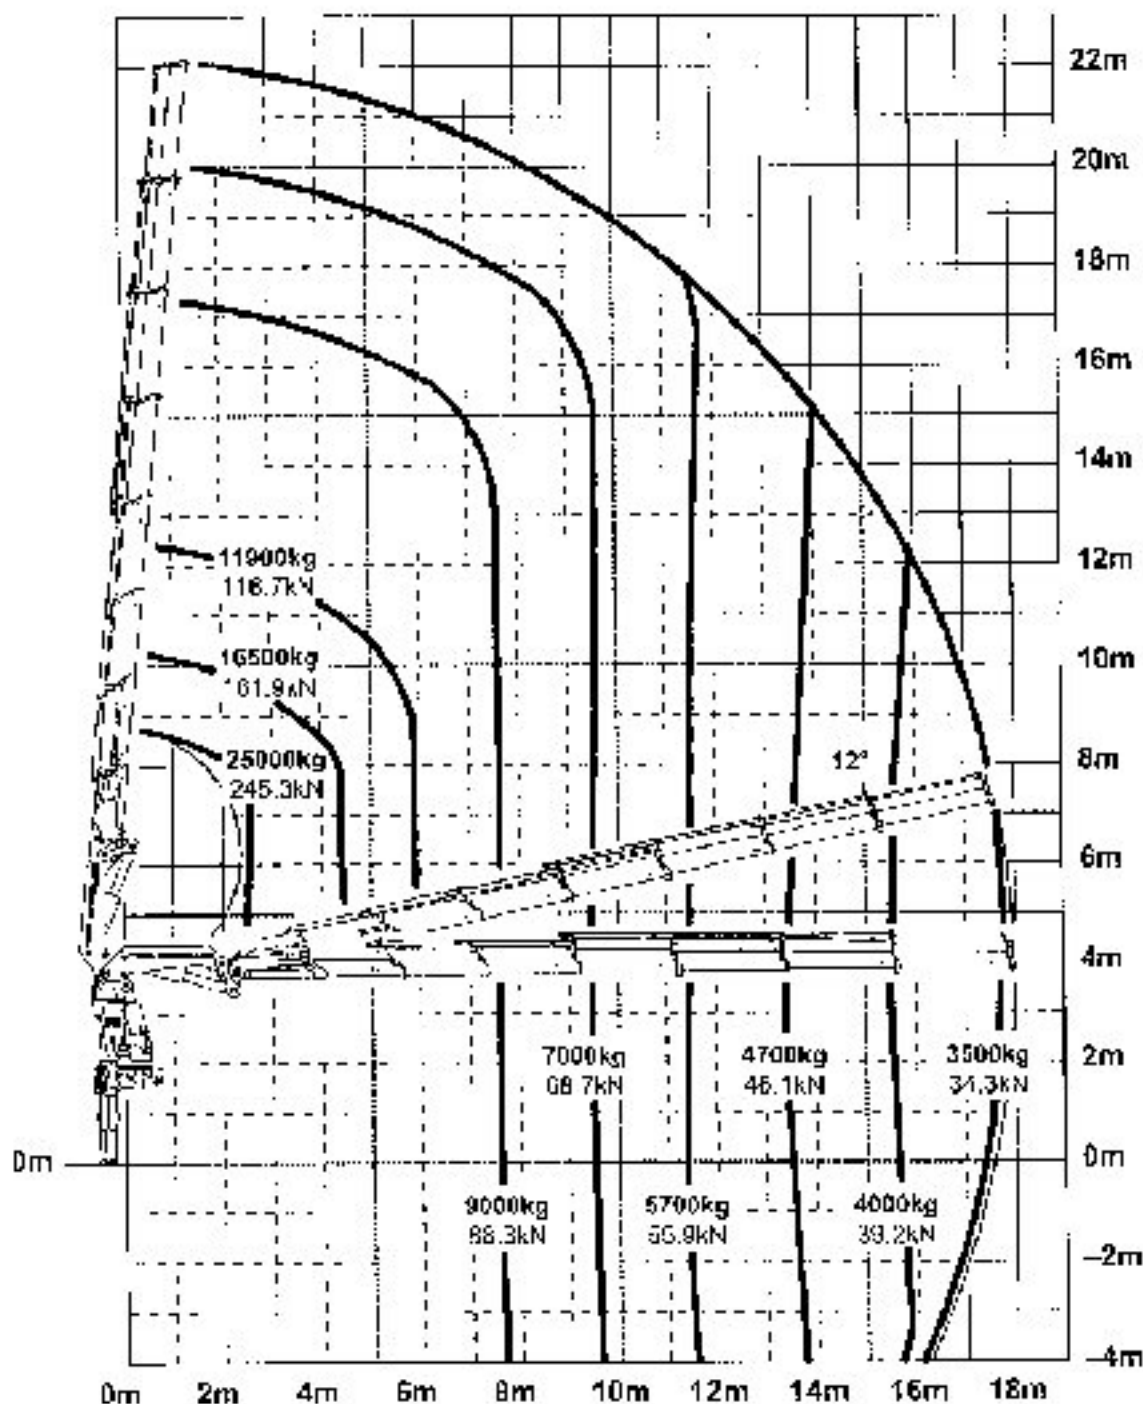 22m
20m
18m
16m
14m
12m
11900kg
116.7kN
10m
16500kg
161.9kN
25000kg
245.3kN
12°
8m
6m
4m
7000kg
68.7kN
4700kg
46.1kN
3500kg
34.3kN
2m
0m
0m
9000kg
88.3kN
5700kg
55.9kN
4000kg
39.2kN
-2m
-4m
0m 2m 4m 6m 8m 10m 12m 14m 16m 18m